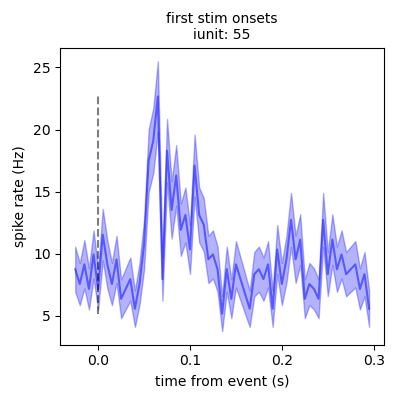 first stim onsets
iunit: 55
spike rate (Hz)
25
20
15
10
5
0.0 0.1 0.2 0.3
time from event (s)